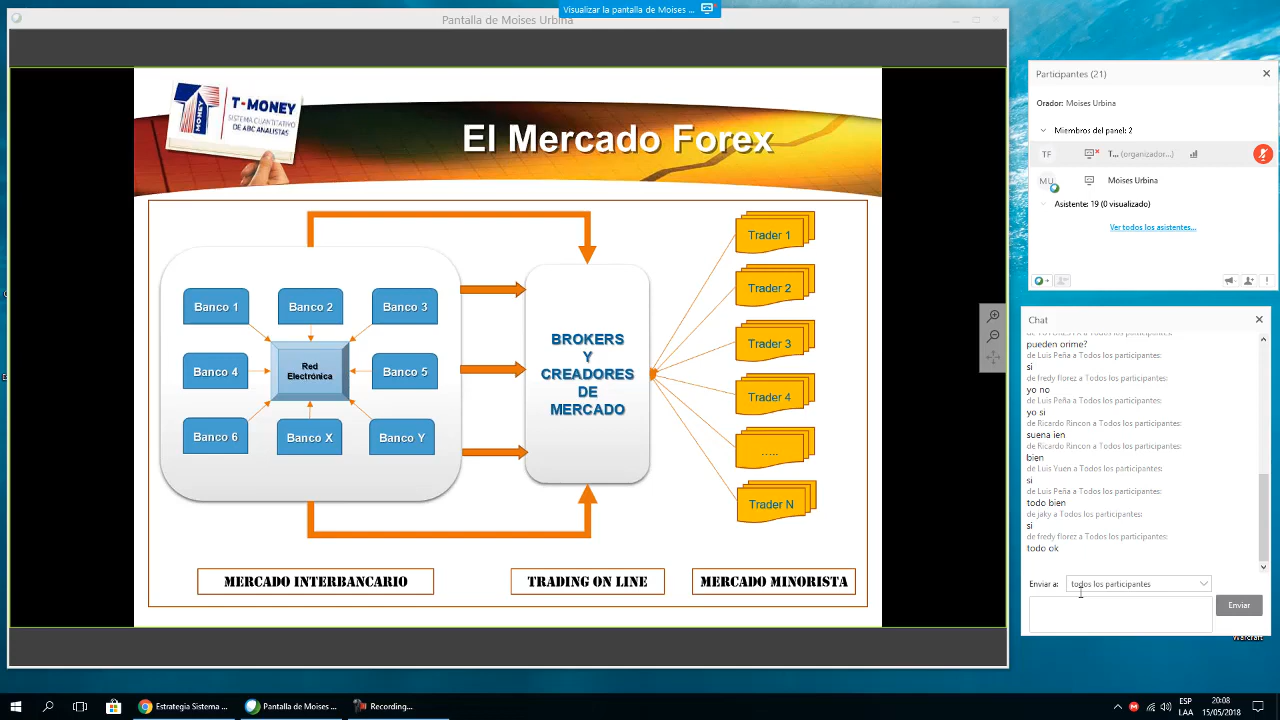 Visualizar la pantalla de Moises ...
Pantalla de Moises Urbina
T-MONEY
SISTEMA CUANTITATIVO
DE ABC ANALISTAS
MONEY
El Mercado Forex
Banco 1
Banco 2
Banco 3
Banco 4
Red
Electrónica
Banco 5
Banco 6
Banco X
Banco Y
BROKERS
Y
CREADORES
DE
MERCADO
Trader 1
Trader 2
Trader 3
Trader 4
.....
Trader N
MERCADO INTERBANCARIO
TRADING ON LINE
MERCADO MINORISTA
Participantes (21)
Orador: Moises Urbina
Miembros del panel: 2
TF
T... (organizador...)
MU
Moises Urbina
Asistente: 19 (0 visualizado)
Ver todos los asistentes...
Chat
pueden orime?
de Luis Peña a Todos los participantes:
si
de fredy florez a Todos los participantes:
yo no
de Luis Peña a Todos los participantes:
yo si
de Ricardo Rincon a Todos los participantes:
suena ien
de Ricardo Rincon a Todos los participantes:
bien
de Luis Yuen a Todos los participantes:
si
de Luis Peña a Todos los participantes:
todo bien
de jaky a Todos los participantes:
si
de fredy florez a Todos los participantes:
todo ok
Enviar a:
todos los participantes
Enviar
Warcraft
Estrategia Sistema ...
Pantalla de Moises ...
Recording...
ESP
LAA
20:08
15/05/2018